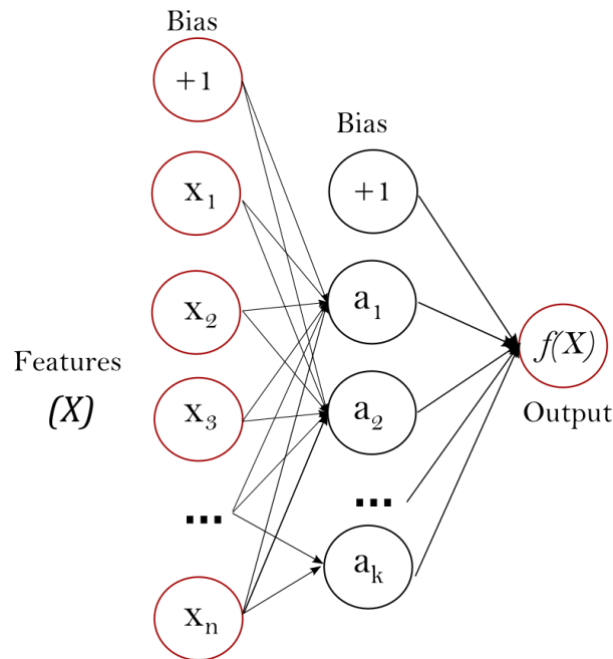 Bias
+1
x1
x2
x3
...
xn
Features
(X)
Bias
+1
a1
a2
...
ak
f(X)
Output